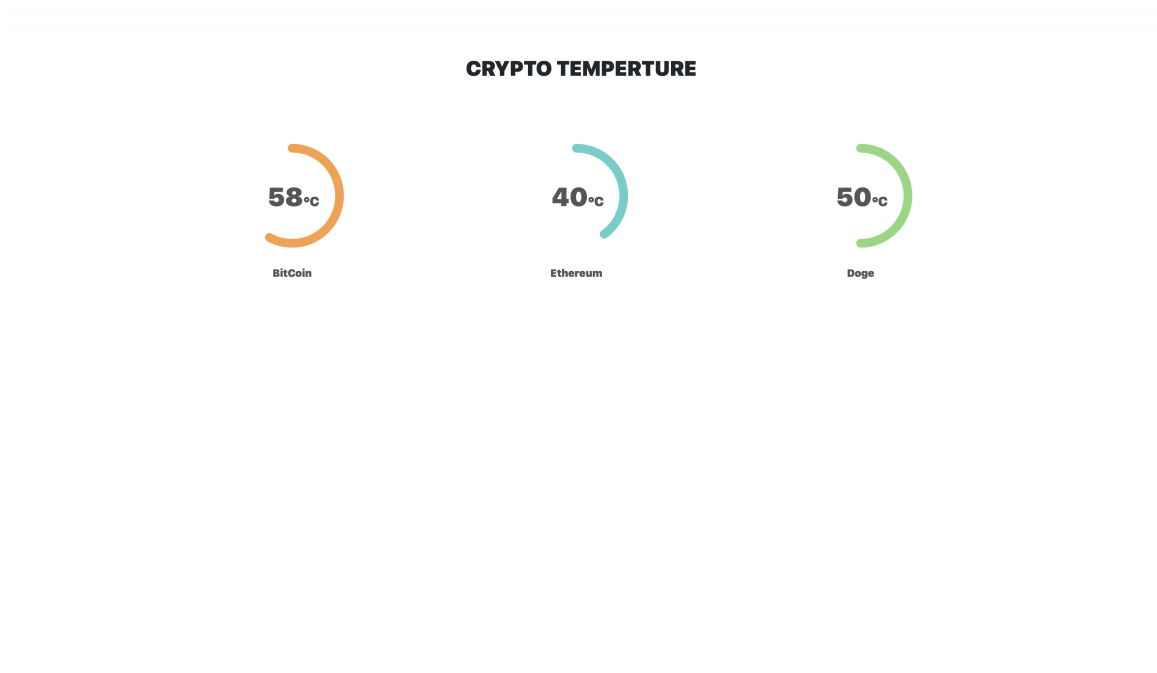 CRYPTO TEMPERTURE
58°C
40°C
50°C
BitCoin
Ethereum
Doge